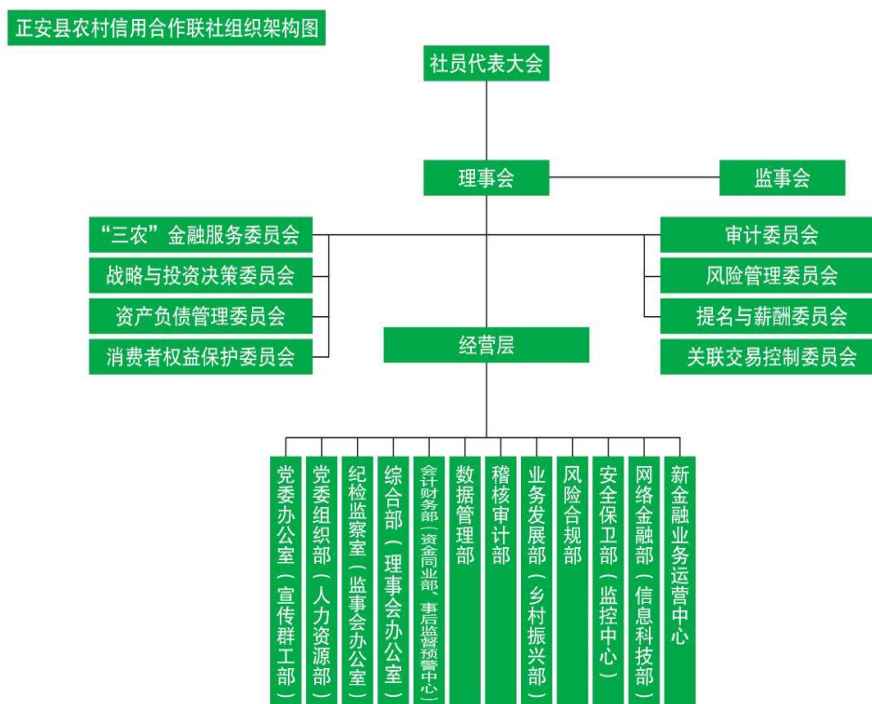 正安县农村信用合作联社组织架构图
社员代表大会
理事会
监事会
“三农”金融服务委员会
审计委员会
战略与投资决策委员会
风险管理委员会
资产负债管理委员会
提名与薪酬委员会
消费者权益保护委员会
关联交易控制委员会
经营层
党委办公室（宣传群工部）
党委组织部（人力资源部）
纪检监察室（监事会办公室）
综合部（理事会办公室）
会计财务部（资金同业部、事后监督预警中心）
数据管理部
稽核审计部
业务发展部（乡村振兴部）
风险合规部
安全保卫部（监控中心）
网络金融部（信息科技部）
新金融业务运营中心